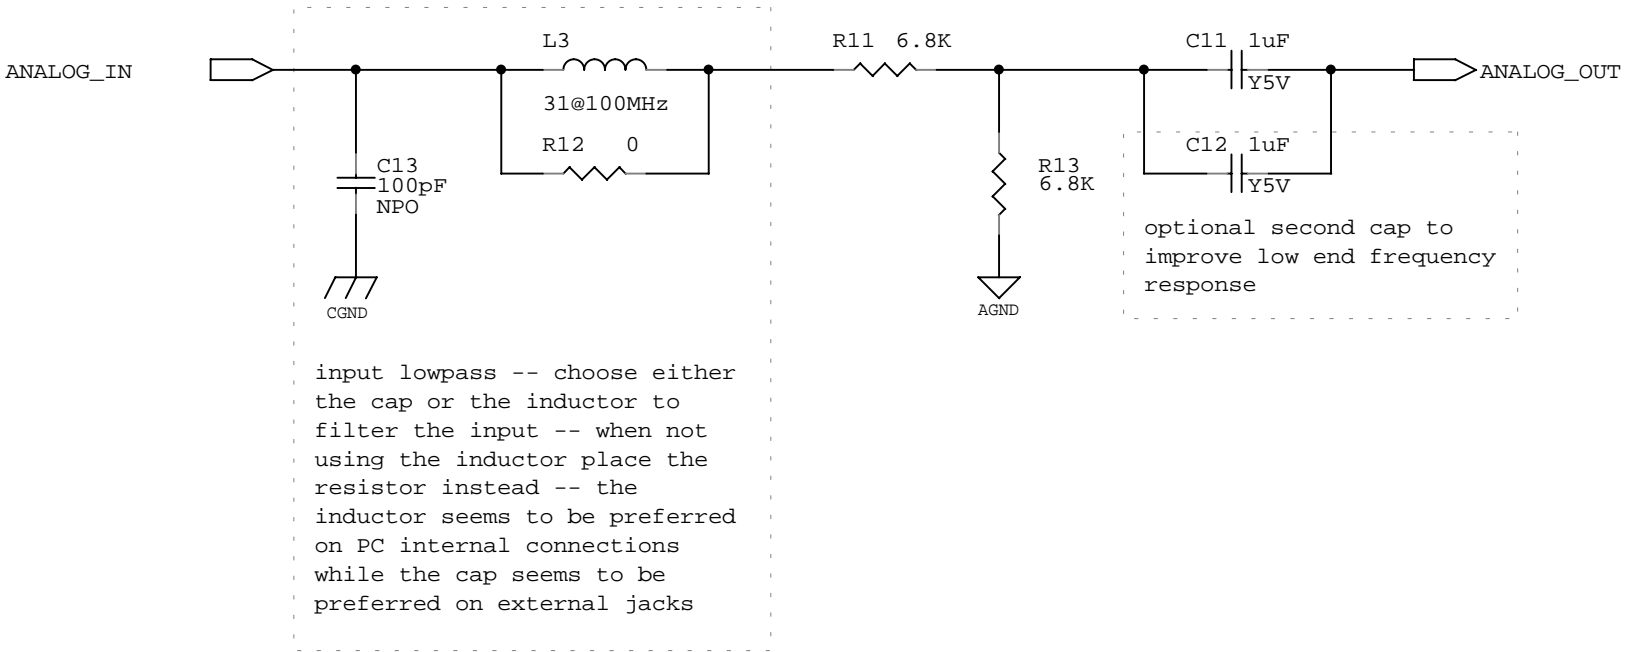 L3
R11 6.8K
C11 1uF
ANALOG_IN
ANALOG_OUT
Y5V
31@100MHz
R12 0
C12 1uF
C13
100pF
NPO
R13
6.8K
Y5V
optional second cap to
improve low end frequency
response
CGND
AGND
input lowpass -- choose either
the cap or the inductor to
filter the input -- when not
using the inductor place the
resistor instead -- the
inductor seems to be preferred
on PC internal connections
while the cap seems to be
preferred on external jacks